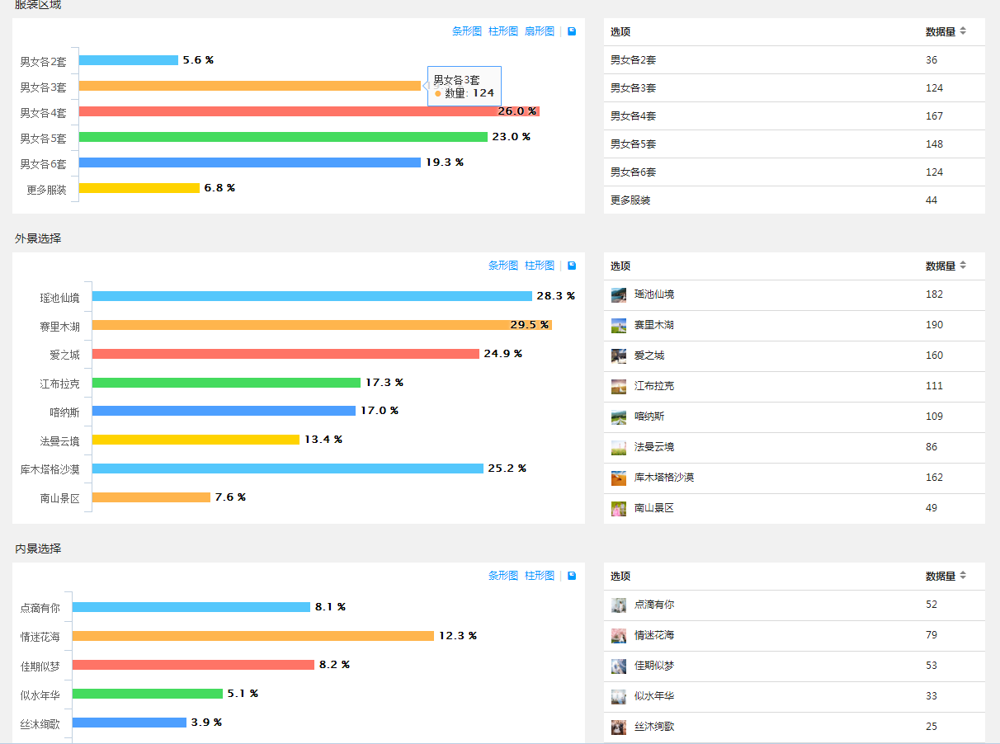 服装区域
条形图 柱形图 扇形图 |
男女各2套 5.6 %
男女各3套
男女各3套
数量: 124
男女各4套 26.0 %
男女各5套 23.0 %
男女各6套 19.3 %
更多服装 6.8 %
选项 数据量
男女各2套 36
男女各3套 124
男女各4套 167
男女各5套 148
男女各6套 124
更多服装 44
外景选择
条形图 柱形图 |
瑶池仙境 28.3 %
赛里木湖 29.5 %
爱之城 24.9 %
江布拉克 17.3 %
喀纳斯 17.0 %
法曼云境 13.4 %
库木塔格沙漠 25.2 %
南山景区 7.6 %
选项 数据量
瑶池仙境 182
赛里木湖 190
爱之城 160
江布拉克 111
喀纳斯 109
法曼云境 86
库木塔格沙漠 162
南山景区 49
内景选择
条形图 柱形图 |
点滴有你 8.1 %
情迷花海 12.3 %
佳期似梦 8.2 %
似水年华 5.1 %
丝沐绚歌 3.9 %
选项 数据量
点滴有你 52
情迷花海 79
佳期似梦 53
似水年华 33
丝沐绚歌 25